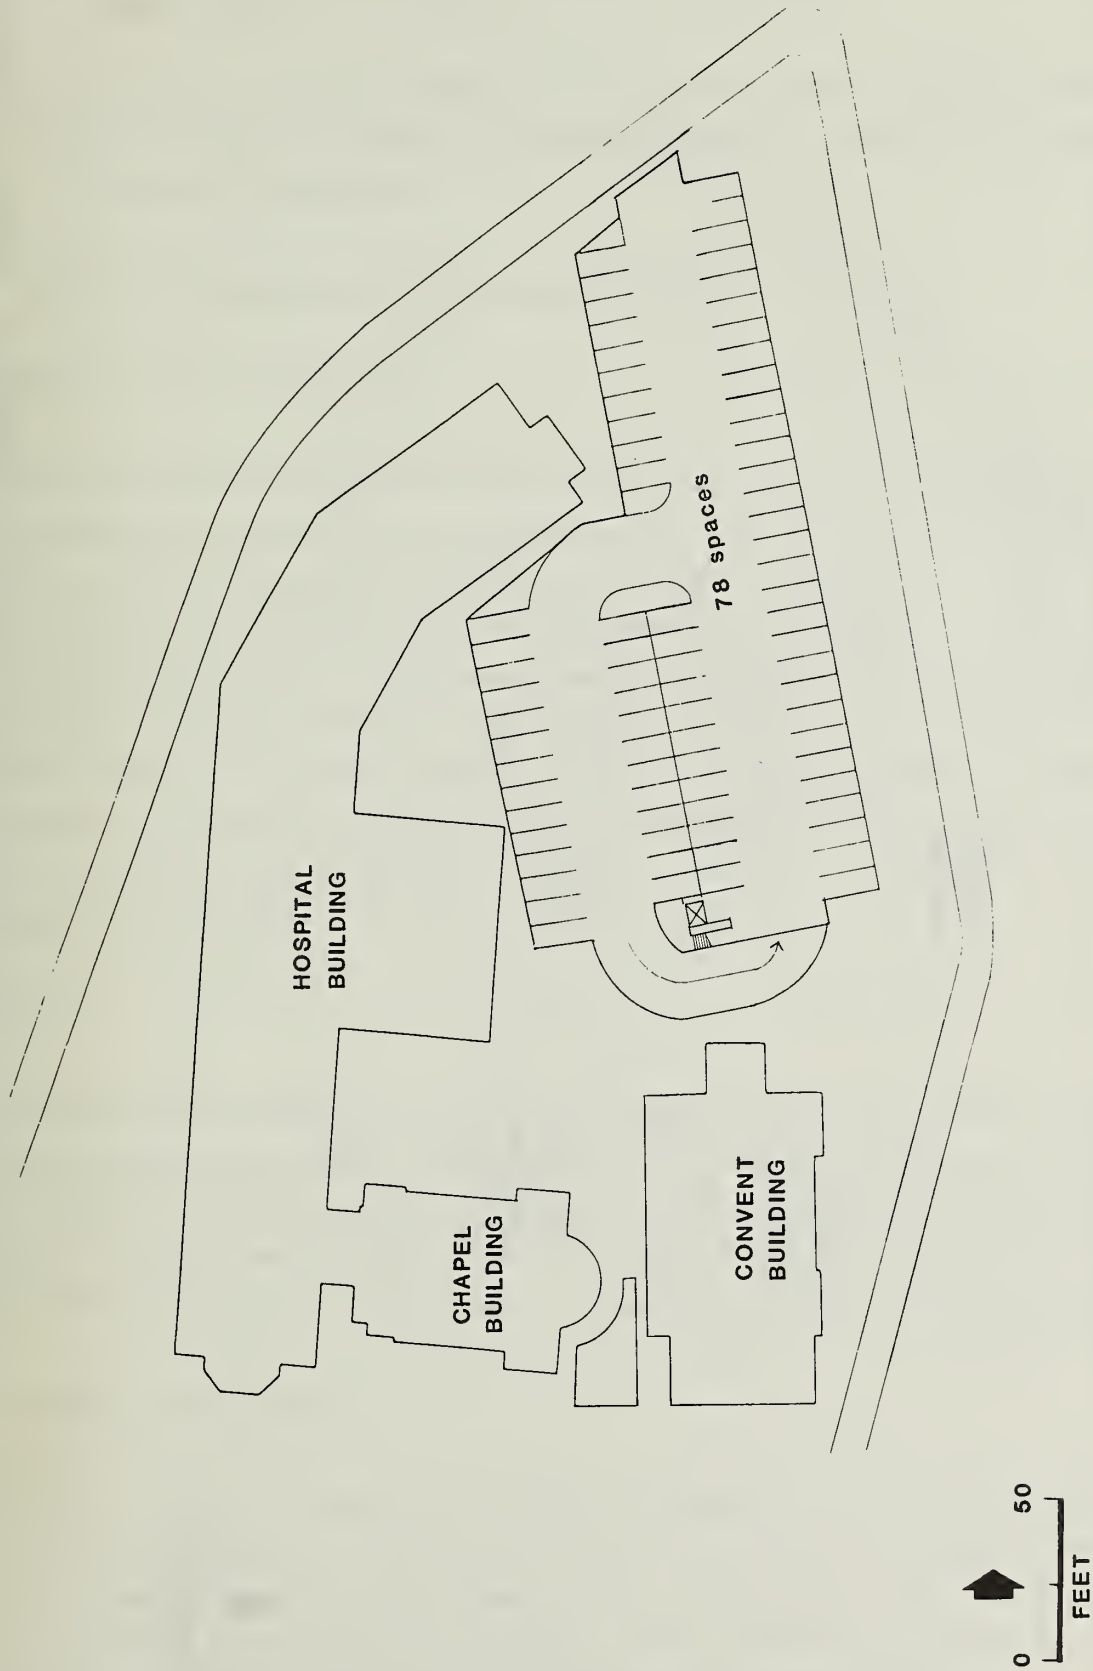 HOSPITAL
BUILDING
CHAPEL
BUILDING
CONVENT
BUILDING
78 spaces
0 50
FEET